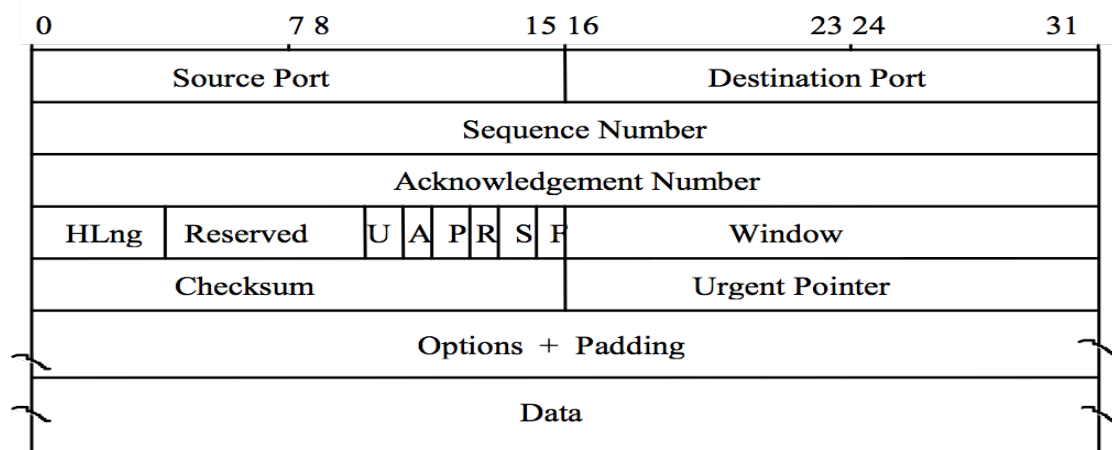 0 7 8 15 16 23 24 31
Source Port Destination Port
Sequence Number
Acknowledgement Number
HLng Reserved U A P R S F Window
Checksum Urgent Pointer
Options + Padding
Data